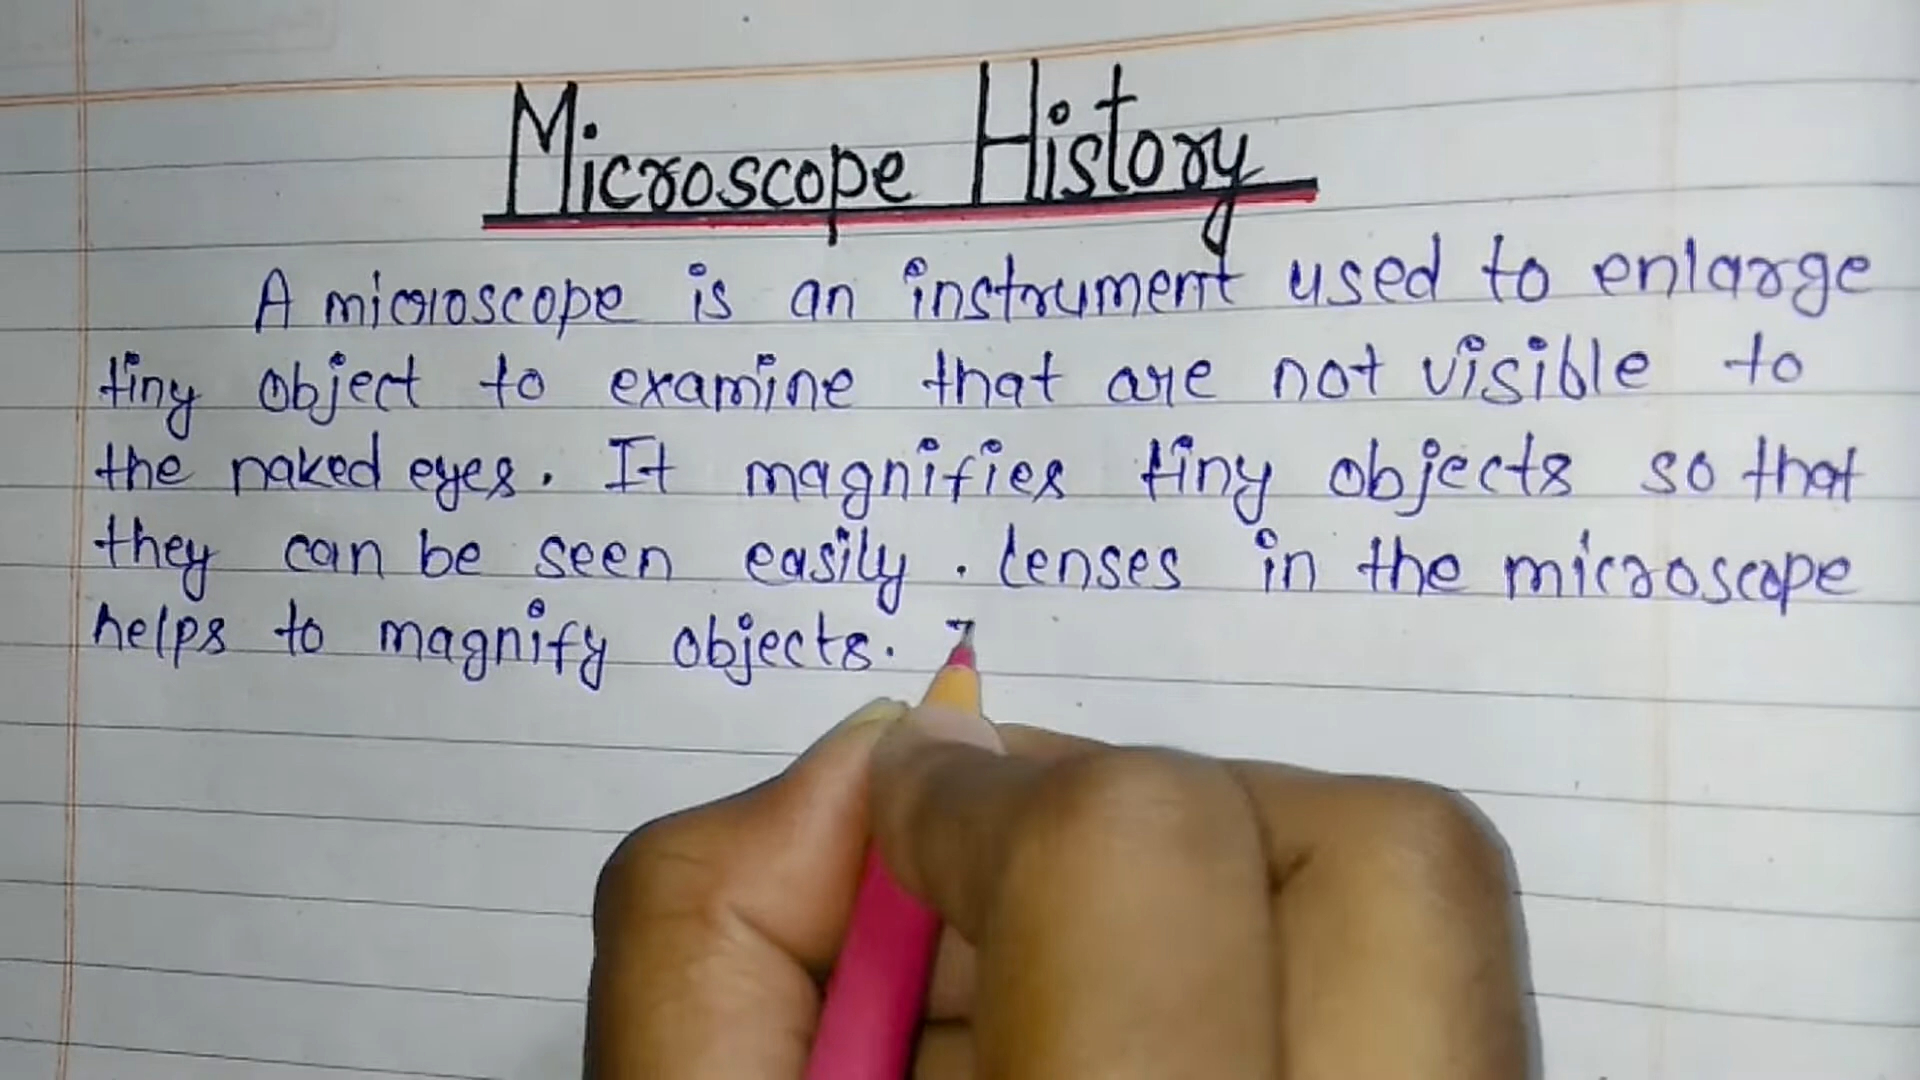 Microscope History
A microscope is an instrument used to enlarge
tiny object to examine that are not visible to
the naked eyes. It magnifies tiny objects so that
they can be seen easily. lenses in the microscope
helps to magnify objects.